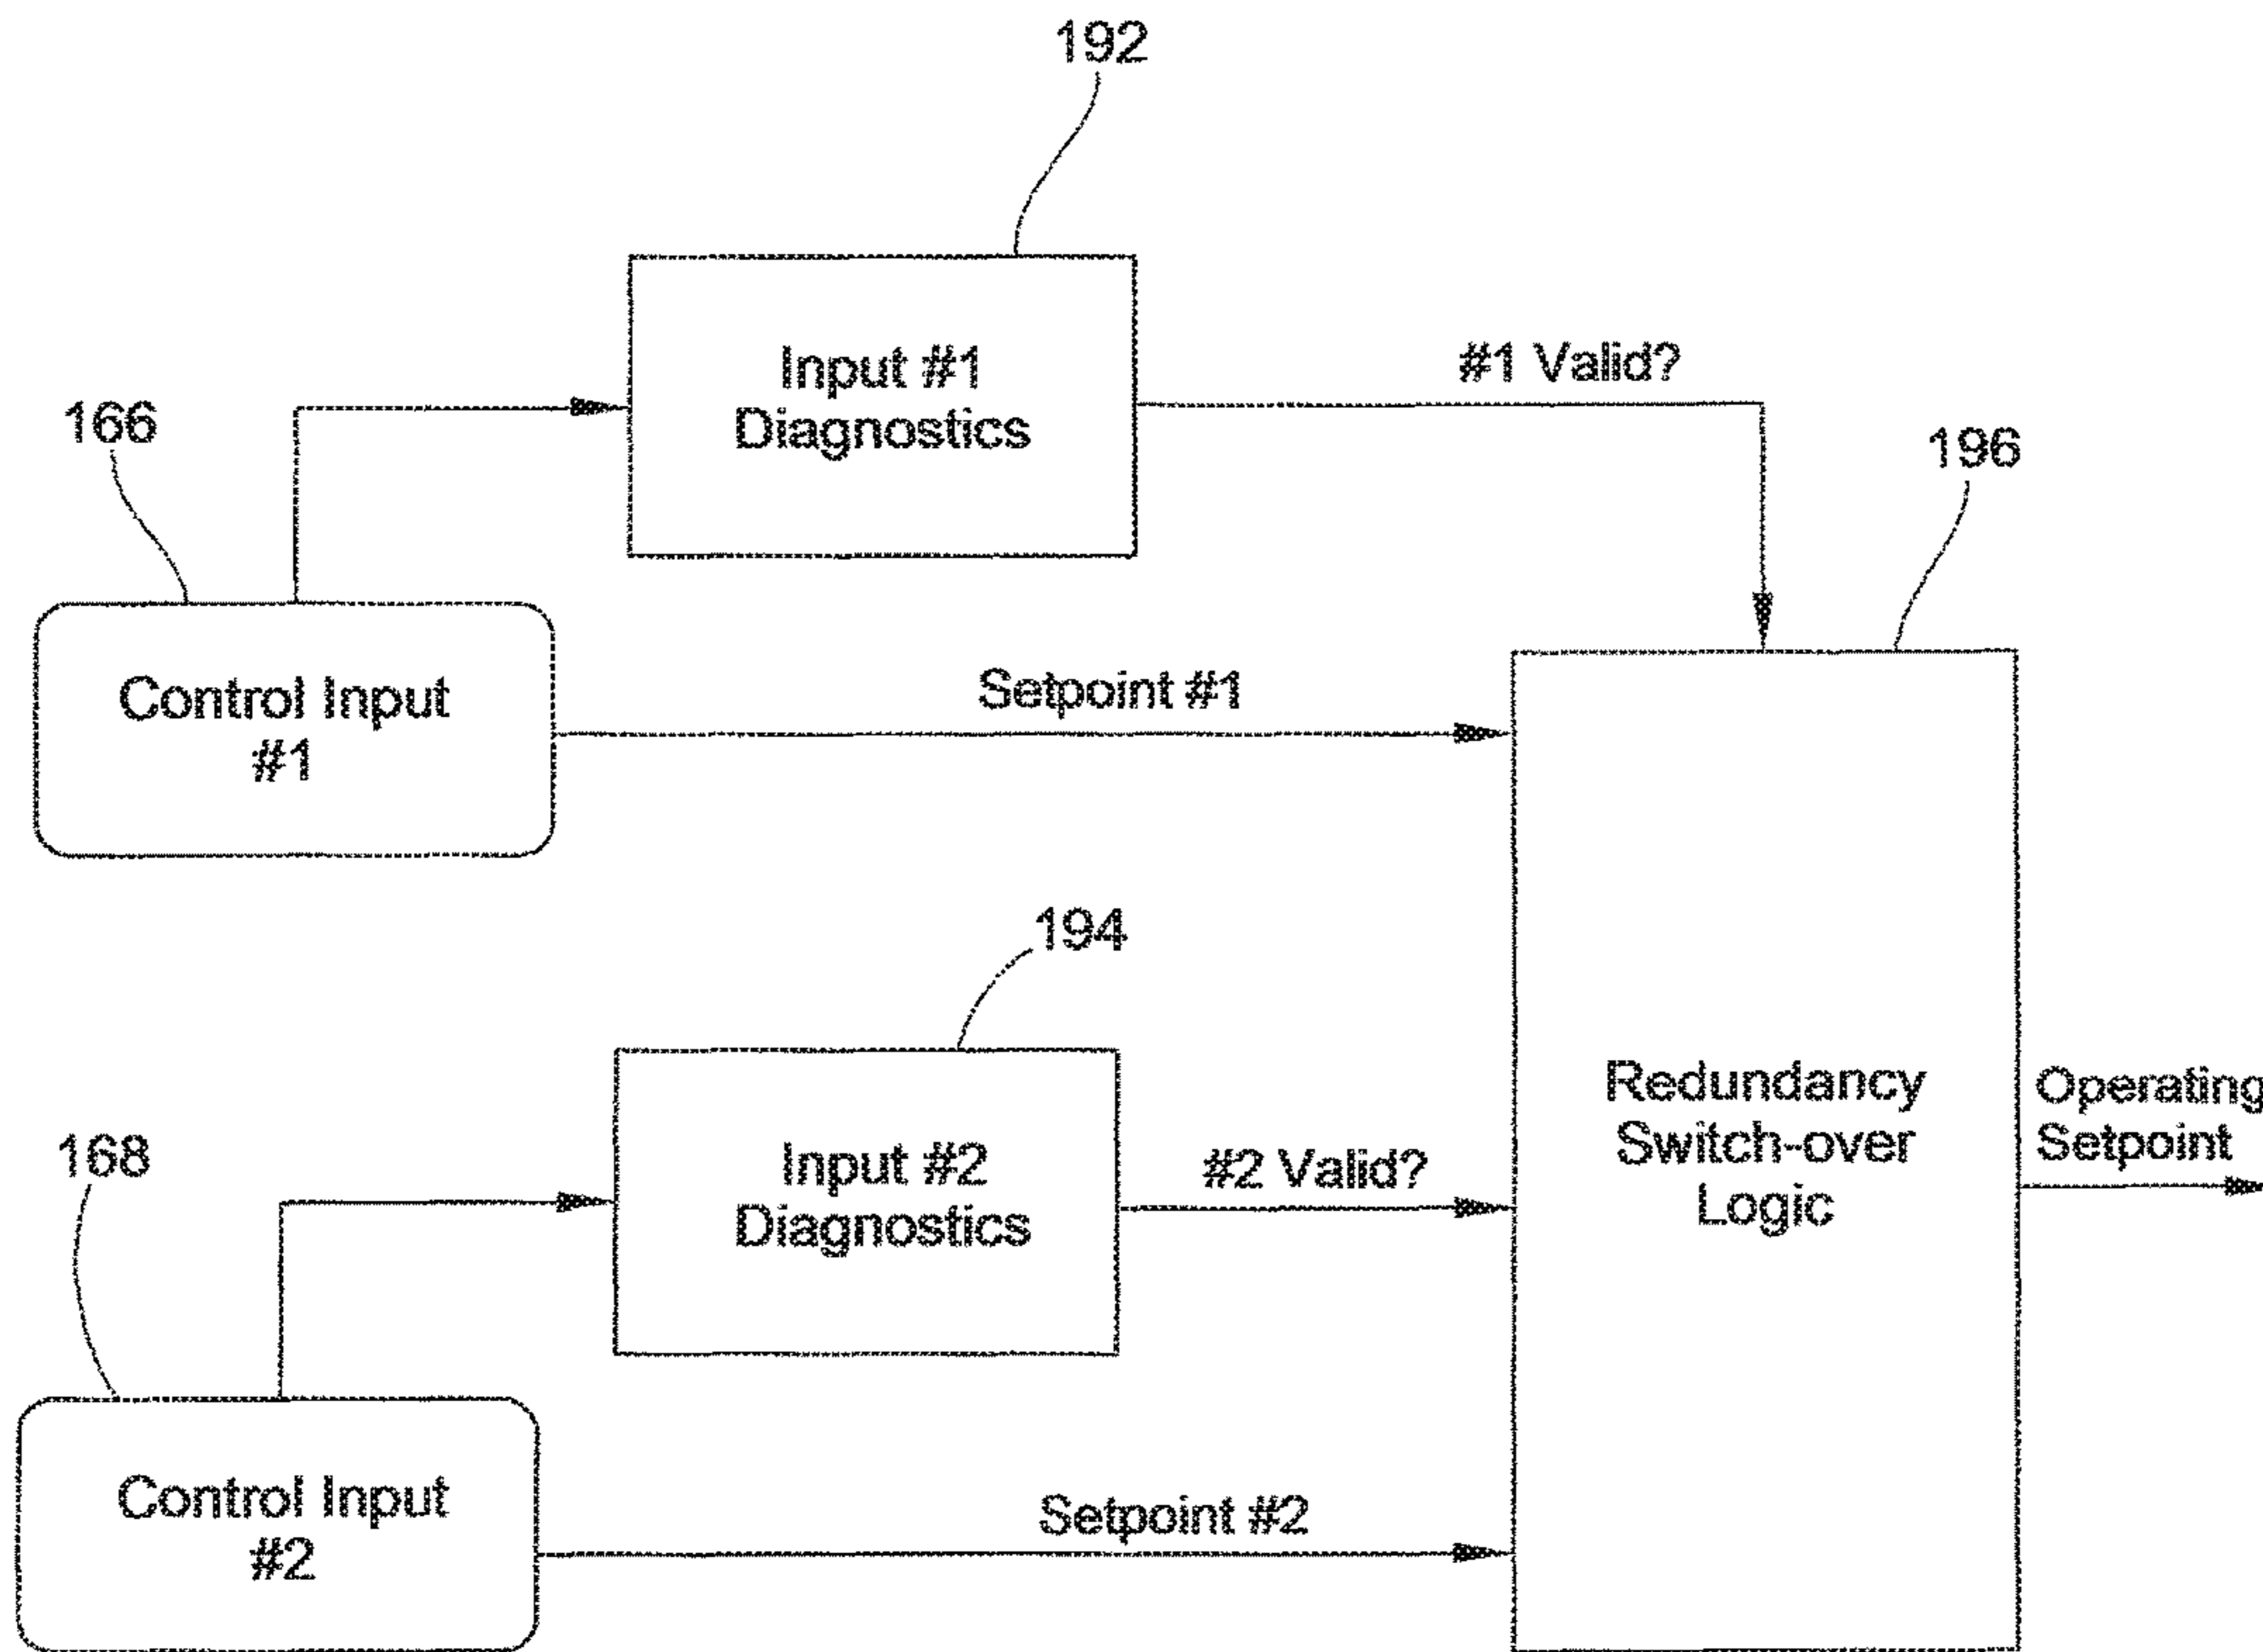 192
Input #1
Diagnostics
#1 Valid?
166
196
Control Input
#1
Setpoint #1
194
168
Input #2
Diagnostics
#2 Valid?
Redundancy
Switch-over
Logic
Operating
Setpoint
Control Input
#2
Setpoint #2